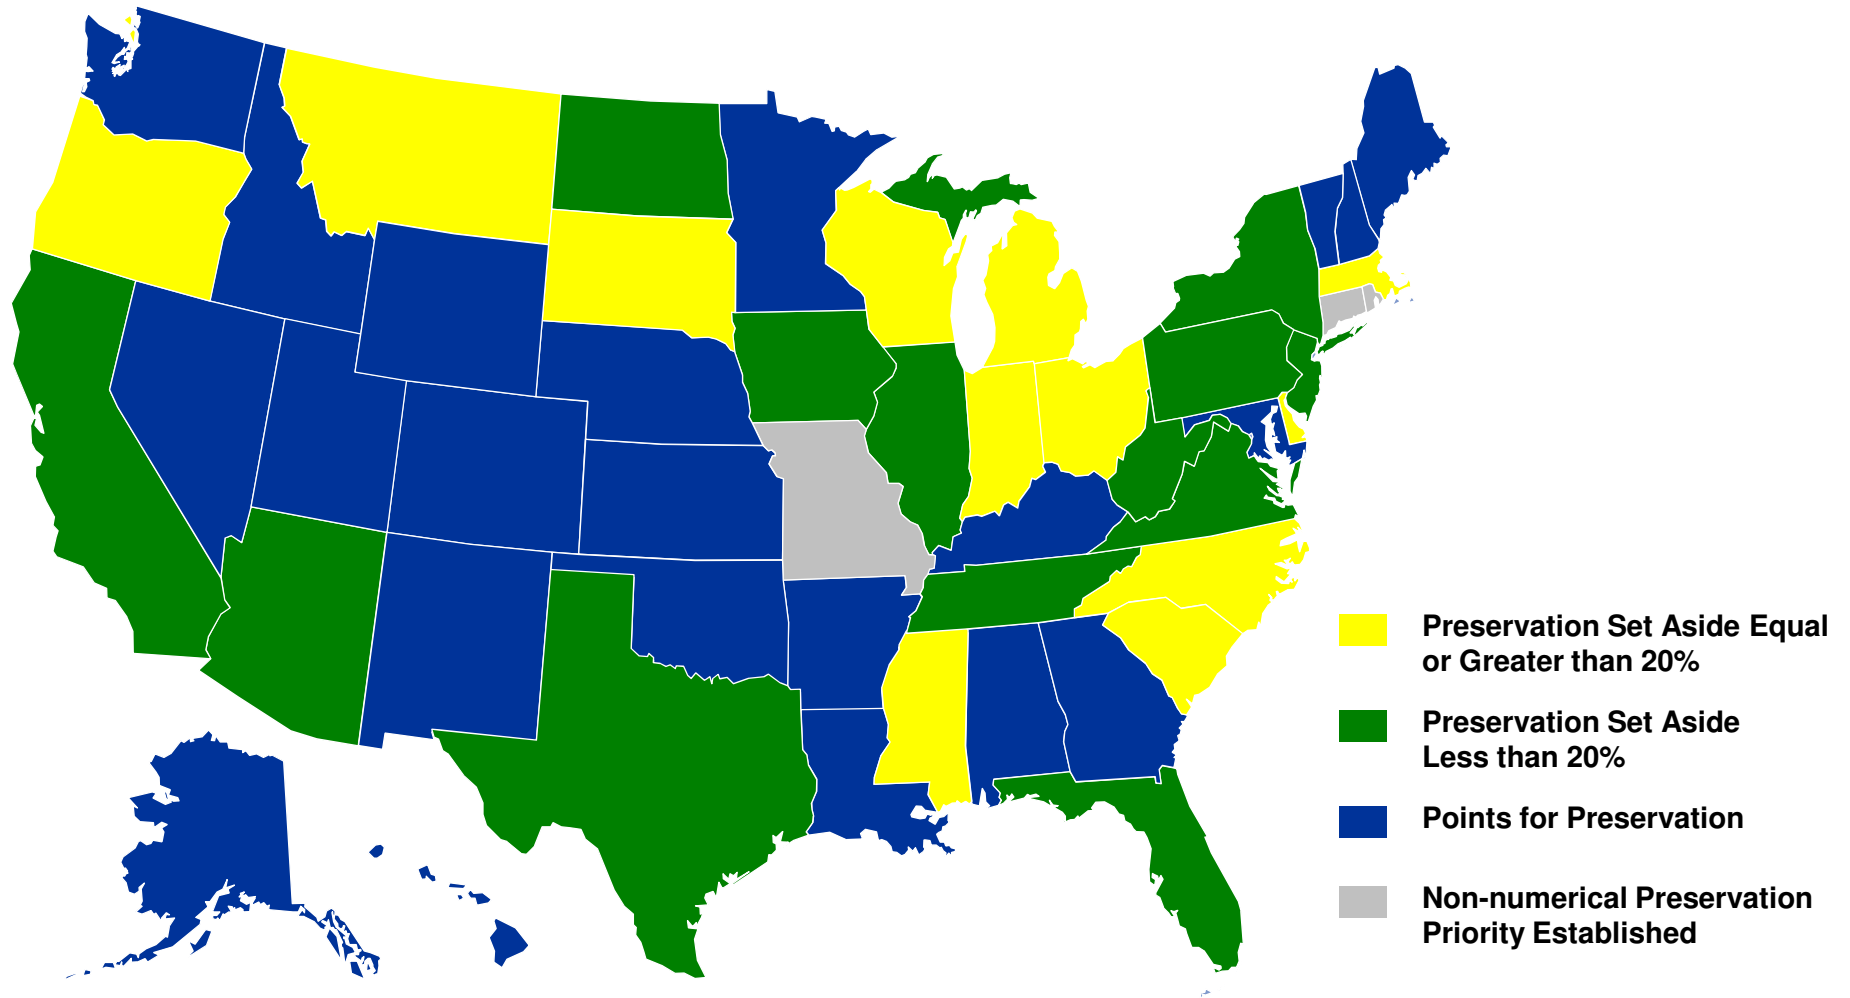 Preservation Set Aside Equal
or Greater than 20%
Preservation Set Aside
Less than 20%
Points for Preservation
Non-numerical Preservation
Priority Established